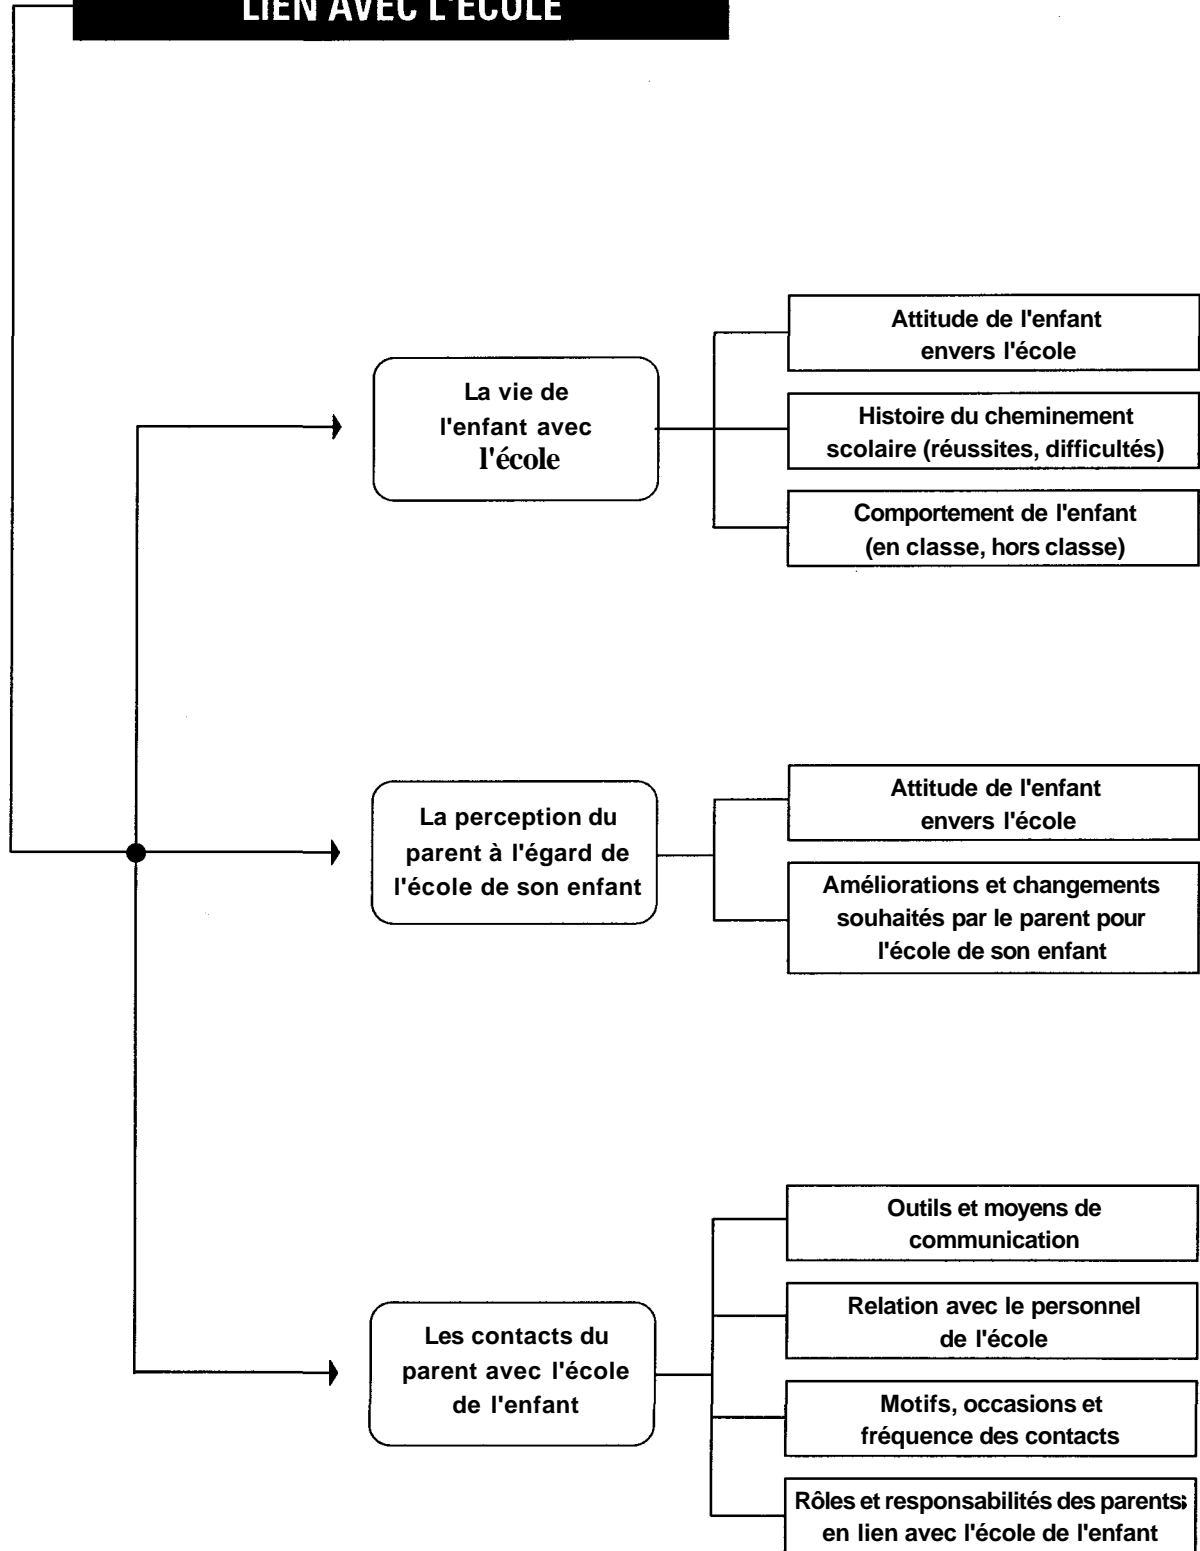 LIEN AVEC L'ÉCOLE
La vie de
l'enfant avec
l'école
Attitude de l'enfant
envers l'école
Histoire du cheminement
scolaire (réussites, difficultés)
Comportement de l'enfant
(en classe, hors classe)
La perception du
parent à l'égard de
l'école de son enfant
Attitude de l'enfant
envers l'école
Améliorations et changements
souhaités par le parent pour
l'école de son enfant
Les contacts du
parent avec l'école
de l'enfant
Outils et moyens de
communication
Relation avec le personnel
de l'école
Motifs, occasions et
fréquence des contacts
Rôles et responsabilités des parents
en lien avec l'école de l'enfant